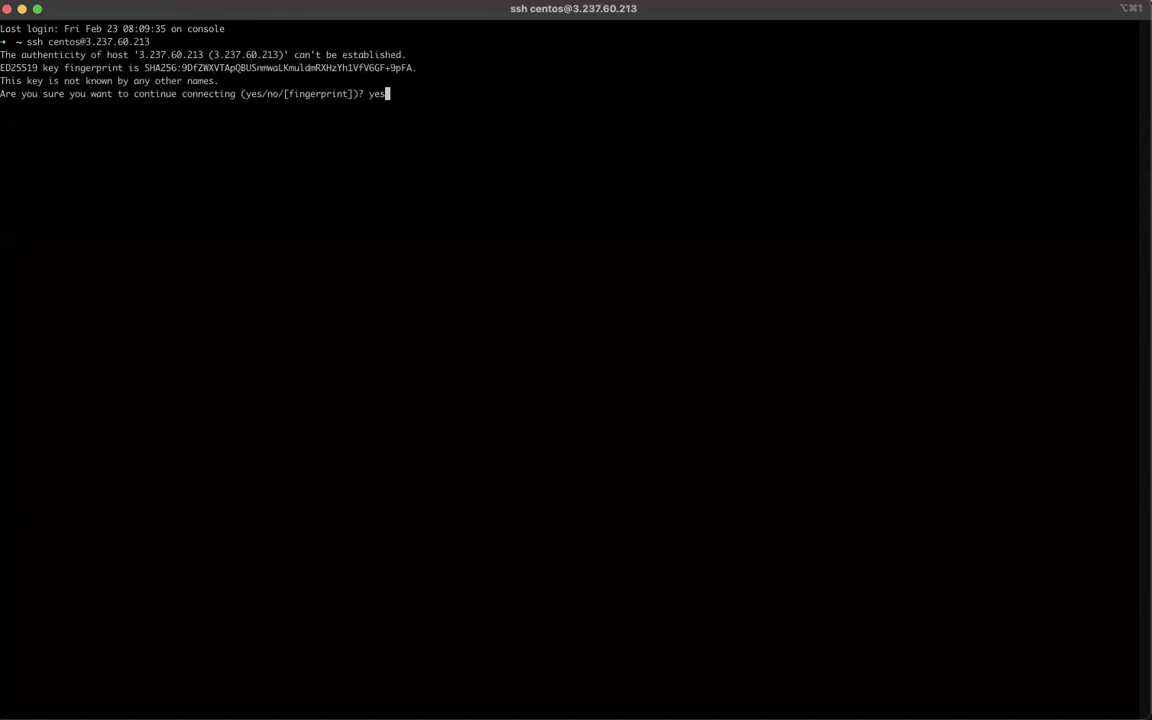 ssh centos@3.237.60.213
⌥⌘1
Last login: Fri Feb 23 08:09:35 on console
➜ ~ ssh centos@3.237.60.213
The authenticity of host '3.237.60.213 (3.237.60.213)' can't be established.
ED25519 key fingerprint is SHA256:9DfZWXVTApQBUSnmwaLKmuldmRXHzYh1VfV6GF+9pFA.
This key is not known by any other names.
Are you sure you want to continue connecting (yes/no/[fingerprint])? yes